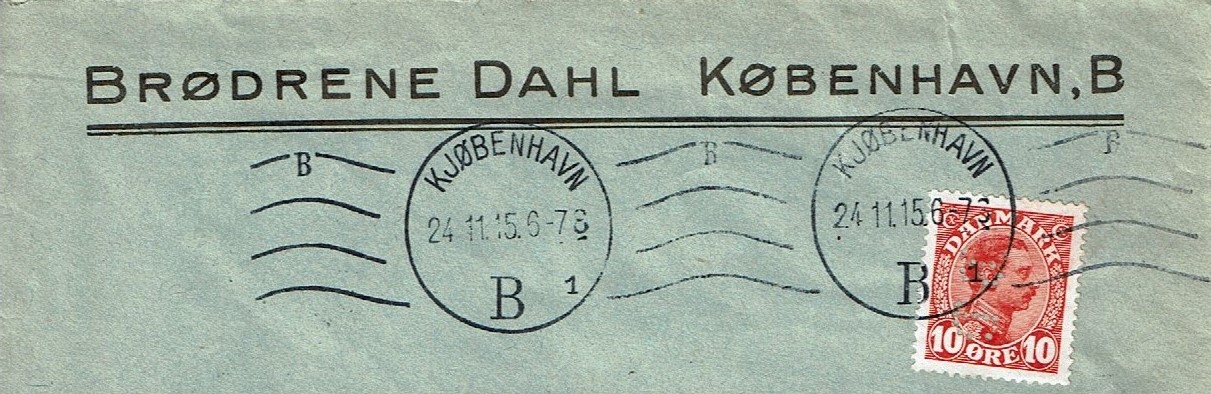 BRØDRENE DAHL KØBENHAVN, B
B
KJØBENHAVN
24.11.15.6-7
B 1
B
KJØBENHAVN
24.11.15.6-7
B 1
B
DANMARK
10 ØRE 10